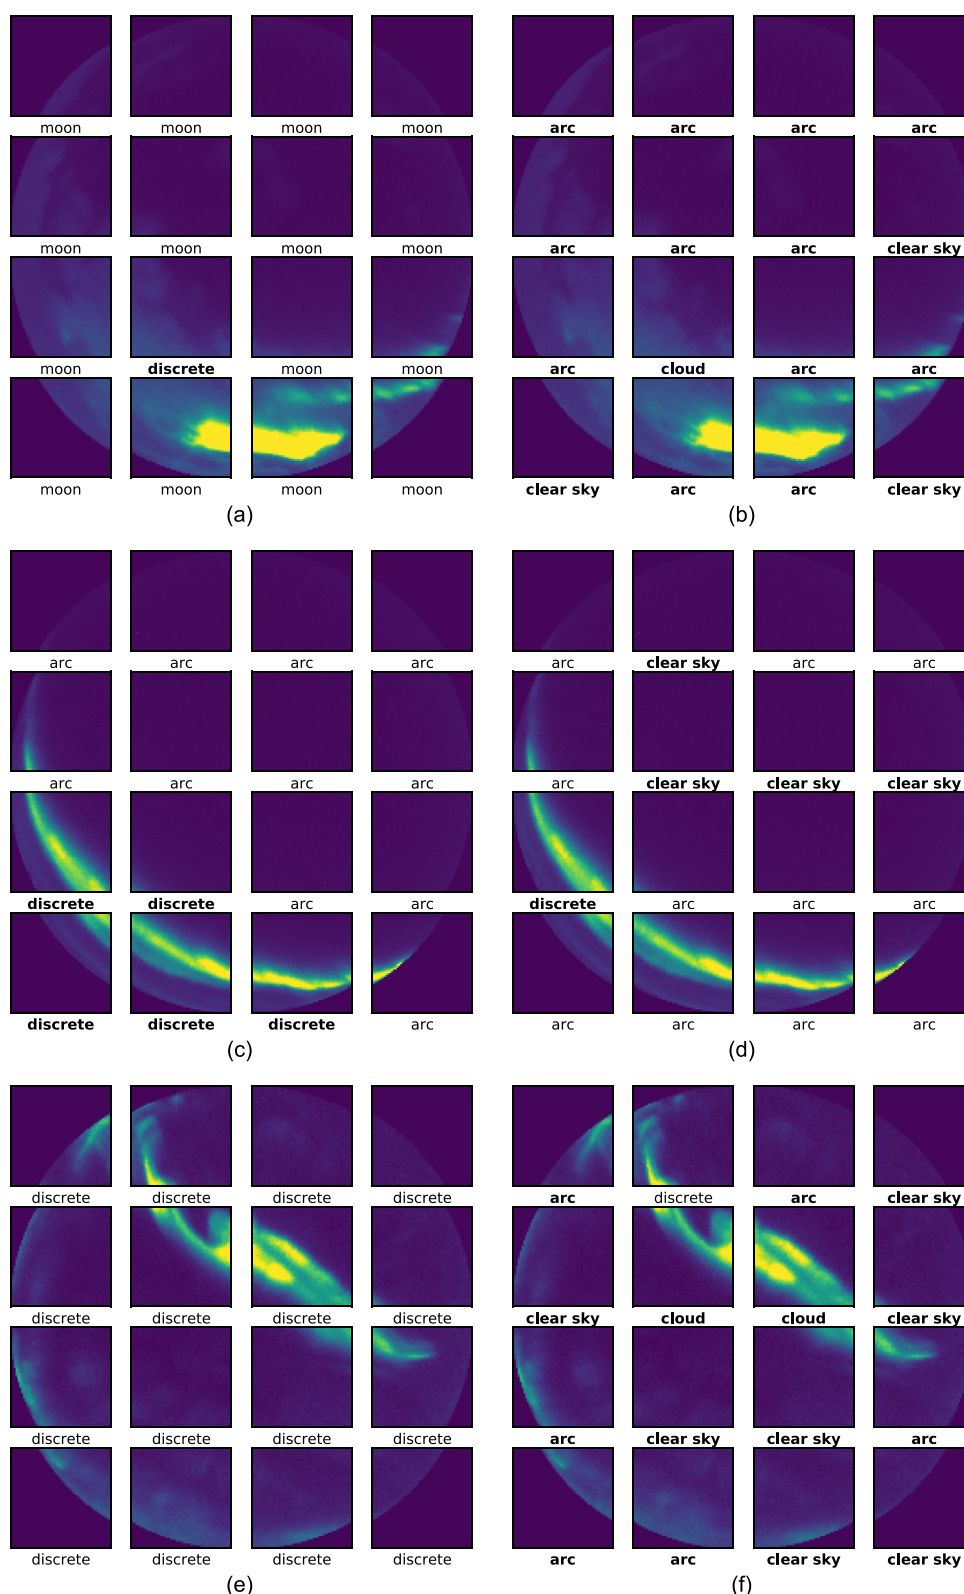 moon moon moon moon arc arc arc arc
moon moon moon moon arc arc arc clear sky
moon discrete moon moon arc cloud arc arc
moon moon moon moon clear sky arc arc clear sky
(a) (b)
arc arc arc arc arc clear sky arc arc
arc arc arc arc arc clear sky clear sky clear sky
discrete discrete arc arc discrete arc arc arc
discrete discrete discrete arc arc arc arc arc
(c) (d)
discrete discrete discrete discrete arc discrete arc clear sky
discrete discrete discrete discrete clear sky cloud cloud clear sky
discrete discrete discrete discrete arc clear sky clear sky arc
discrete discrete discrete discrete arc arc clear sky clear sky
(e) (f)